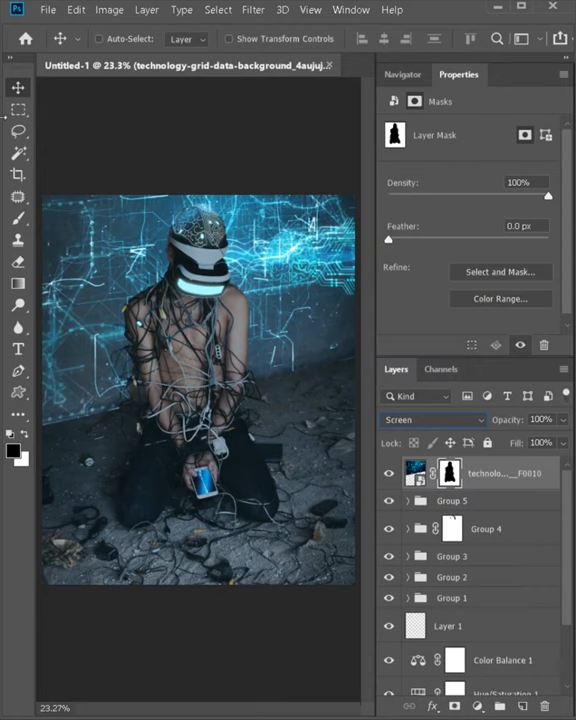 Ps File Edit Image Layer Type Select Filter 3D View Window Help
Auto-Select: Layer Show Transform Controls
Untitled-1 @ 23.3% (technology-grid-data-background_4aujuj..
Navigator Properties
Masks
Layer Mask
Density: 100%
Feather: 0.0 px
Refine: Select and Mask...
Color Range...
Layers Channels
Kind
Screen Opacity: 100%
Lock: Fill: 100%
technolo...__F0010
Group 5
Group 4
Group 3
Group 2
Group 1
Layer 1
Color Balance 1
Hue/Saturation 1
fx
23.27%